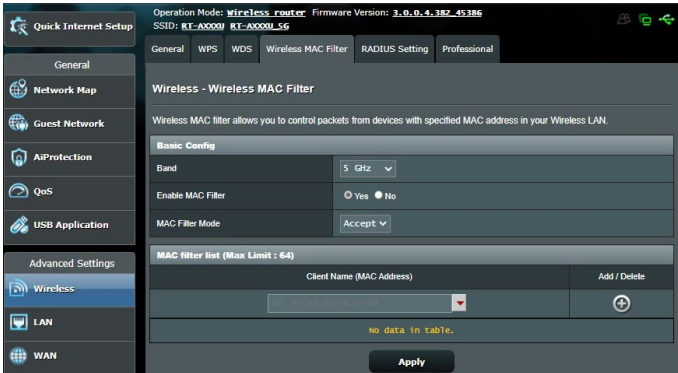 Operation Mode: Wireless router Firmware Version: 3.0.0.4.382_45386
Quick Internet Setup
SSID: RT-AXXXU RT-AXXXU_5G
General WPS WDS Wireless MAC Filter RADIUS Setting Professional
General
Network Map
Wireless - Wireless MAC Filter
Guest Network
Wireless MAC filter allows you to control packets from devices with specified MAC address in your Wireless LAN.
Basic Config
AiProtection
Band 5 GHz
QoS
Enable MAC Filter Yes No
USB Application
MAC Filter Mode Accept
MAC filter list (Max Limit : 64)
Advanced Settings
Client Name (MAC Address) Add / Delete
Wireless
LAN
No data in table.
WAN
Apply